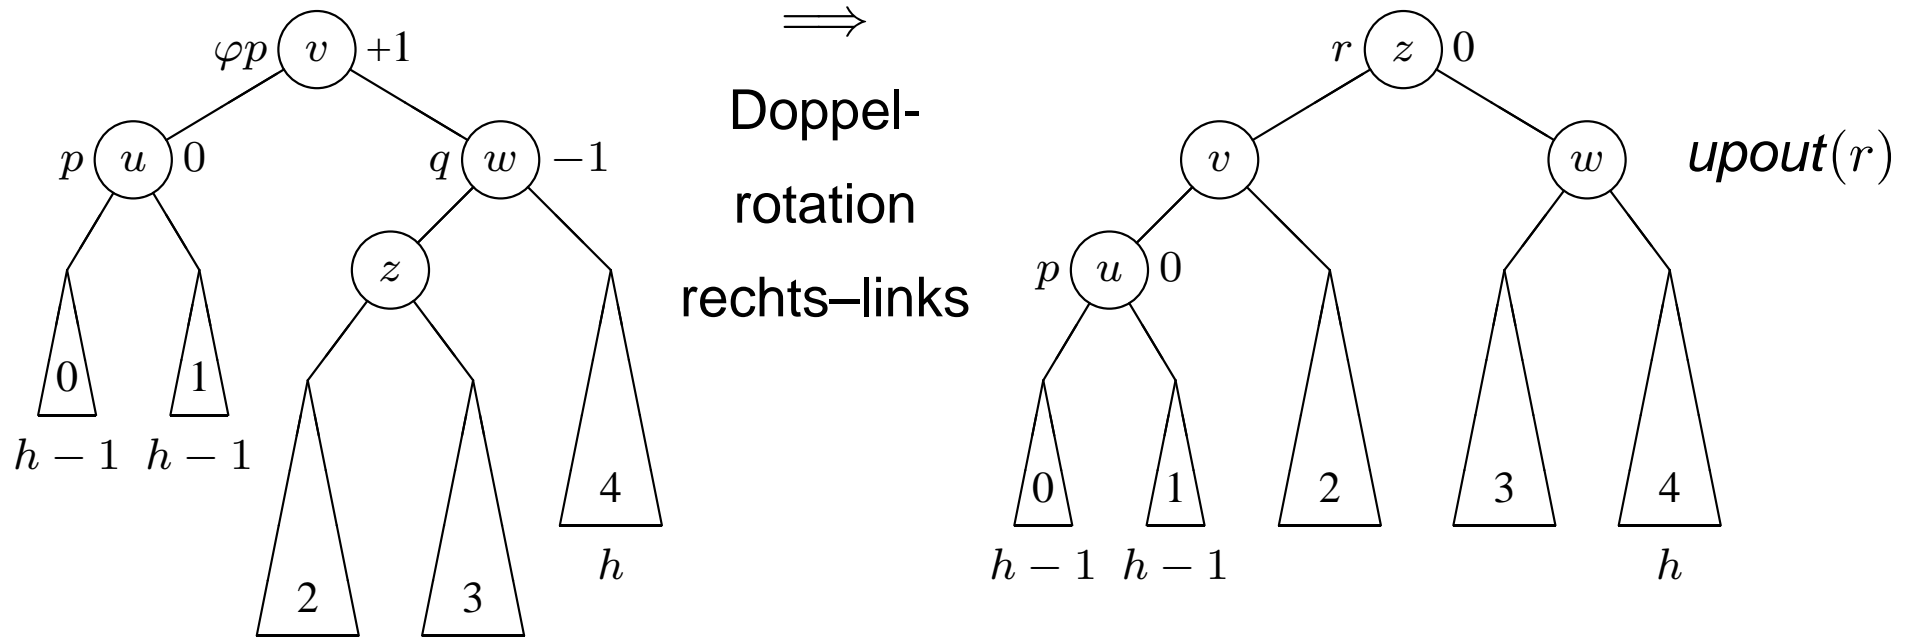 φp v +1
p u 0
q w −1
z
0
1
h − 1
h − 1
2
3
4
h
⟹
Doppel-
rotation
rechts–links
r z 0
v
w
p u 0
0
1
2
3
4
h − 1
h − 1
h
upout(r)